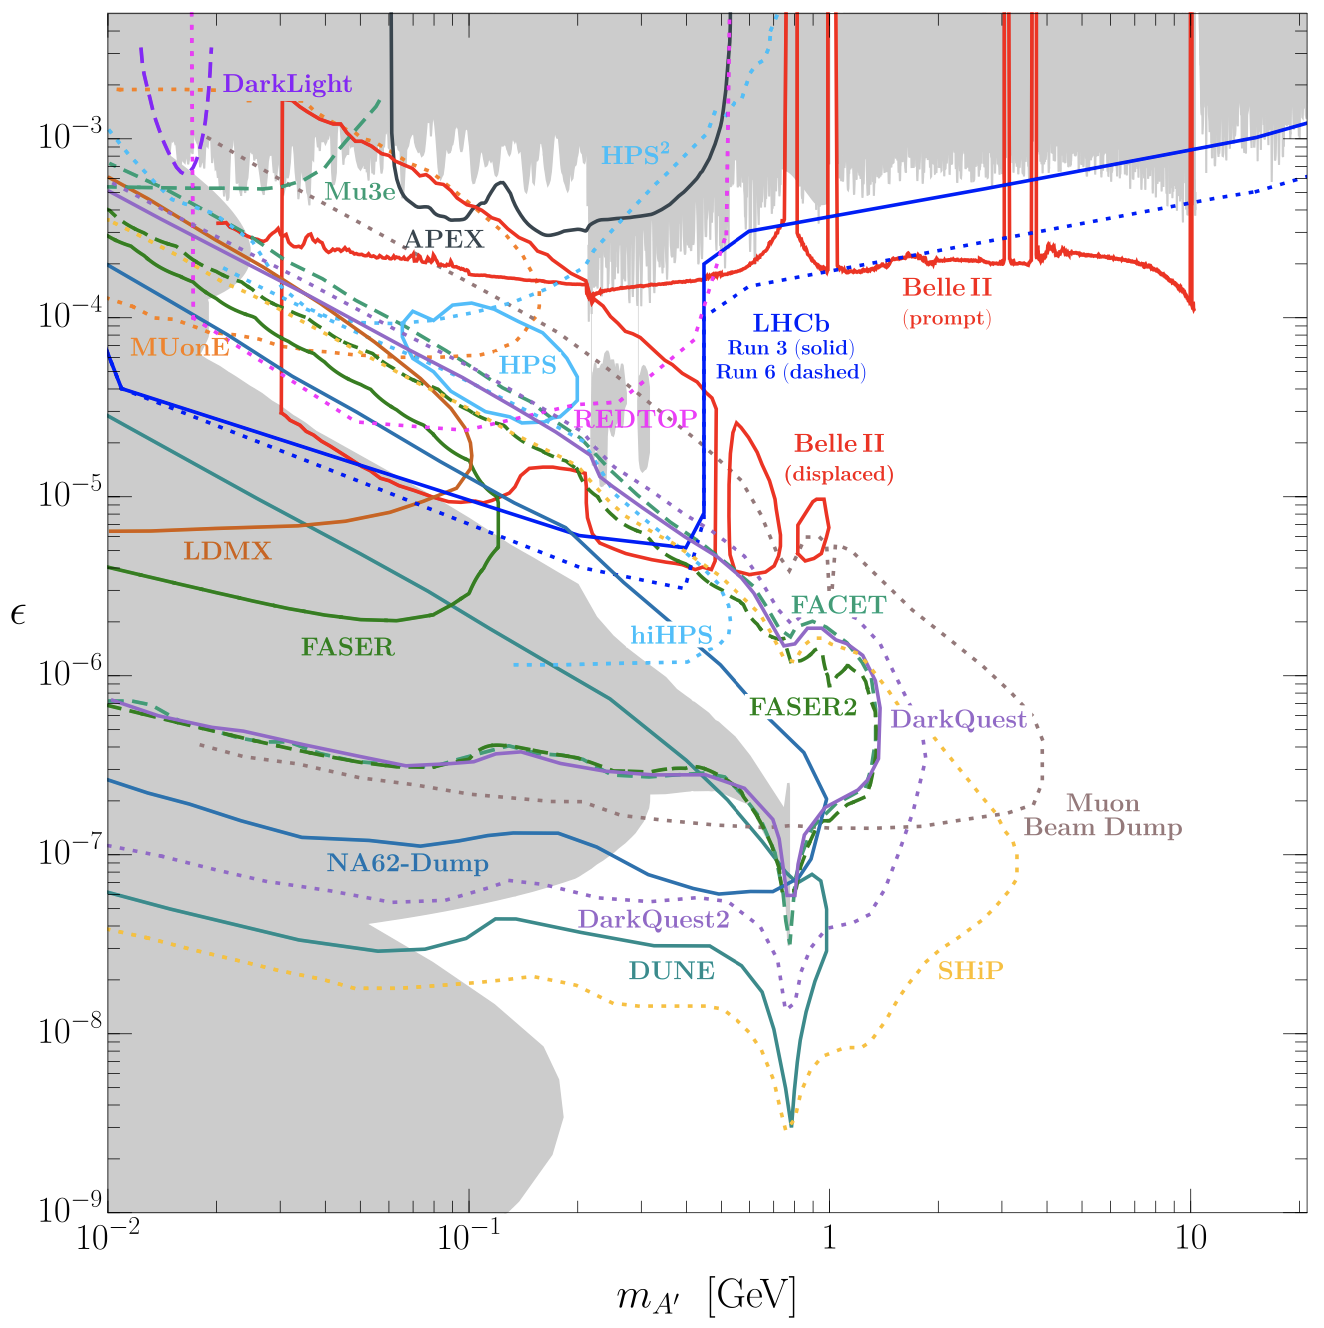 DarkLight
10⁻³
HPS²
Mu3e
APEX
Belle II
(prompt)
10⁻⁴
LHCb
Run 3 (solid)
Run 6 (dashed)
MUonE
HPS
REDTOP
Belle II
(displaced)
10⁻⁵
LDMX
ϵ
FACET
hiHPS
FASER
10⁻⁶
FASER2
DarkQuest
Muon
Beam Dump
10⁻⁷
NA62-Dump
DarkQuest2
DUNE
SHiP
10⁻⁸
10⁻⁹
10⁻²
10⁻¹
1
10
m_{A′} [GeV]